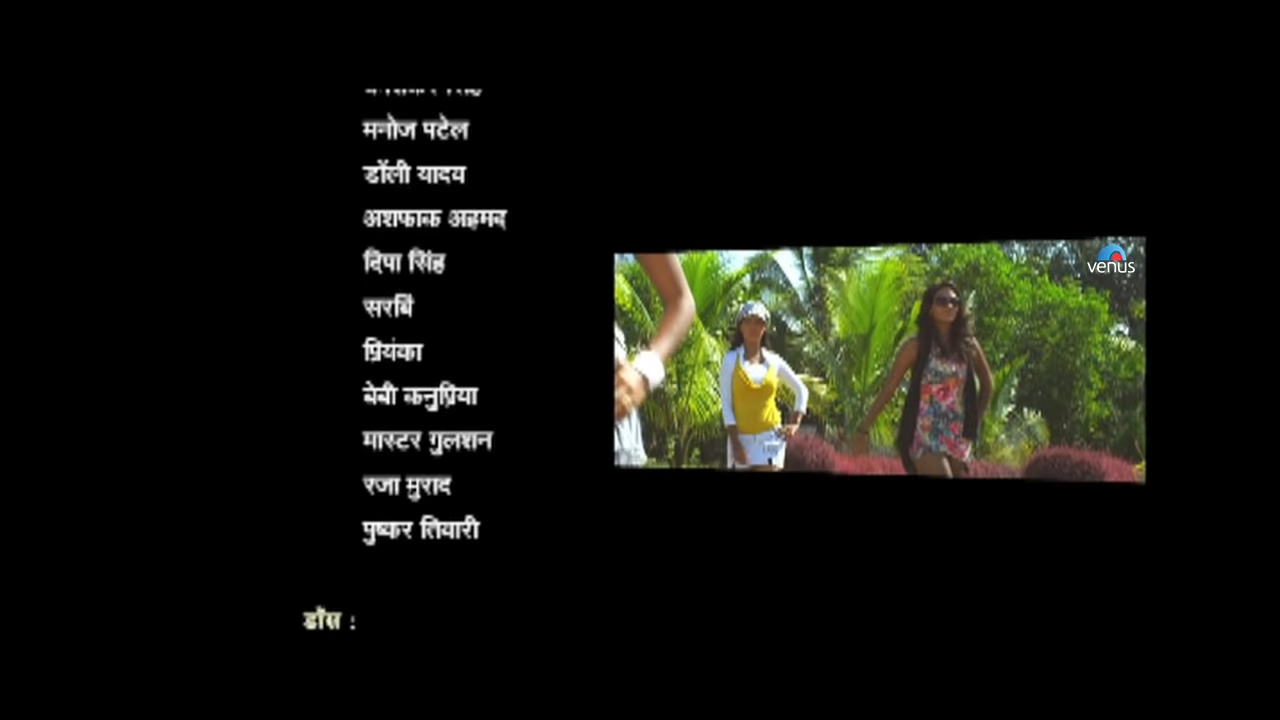 मनोज पटेल
डॉली यादव
अशफाक अहमद
दिपा सिंह
सरबिं
प्रियंका
बेबी कनुप्रिया
मास्टर गुलशन
रजा मुराद
पुष्कर तिवारी
डाँस :
venus